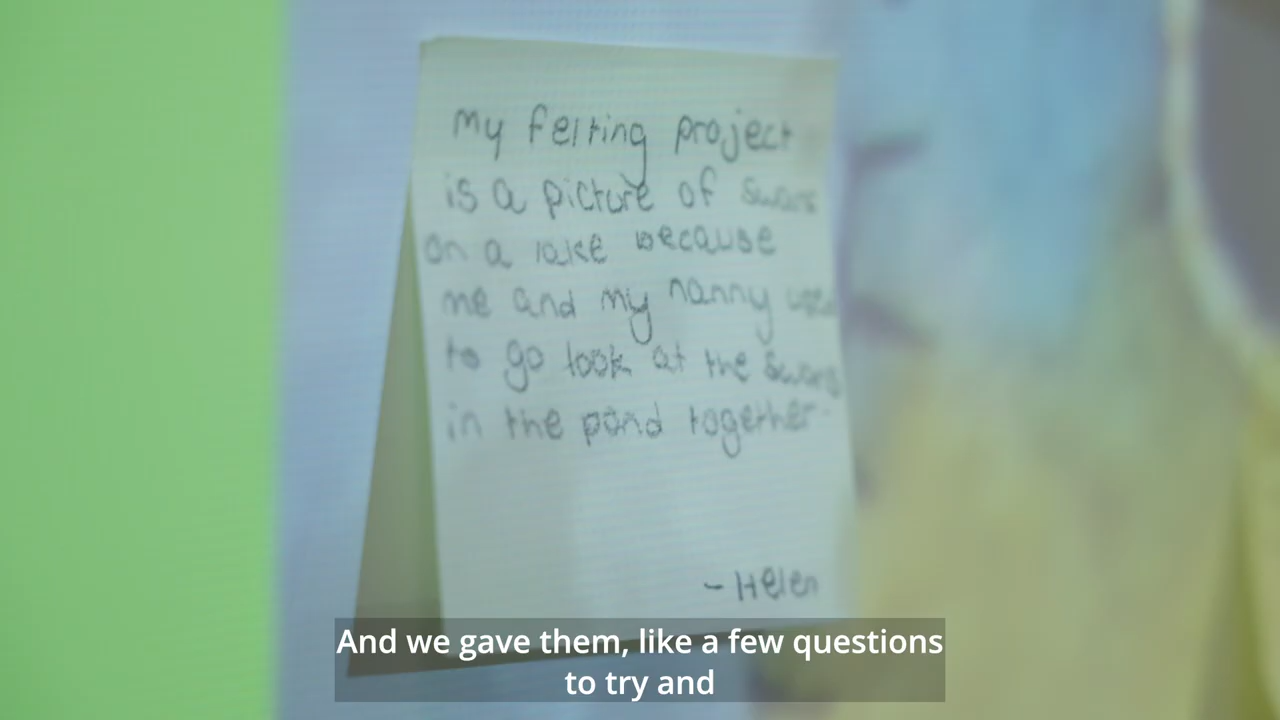 My felting project
is a picture of swans
on a lake because
me and my nanny used
to go look at the swans
in the pond together.
- Helen
And we gave them, like a few questions
to try and